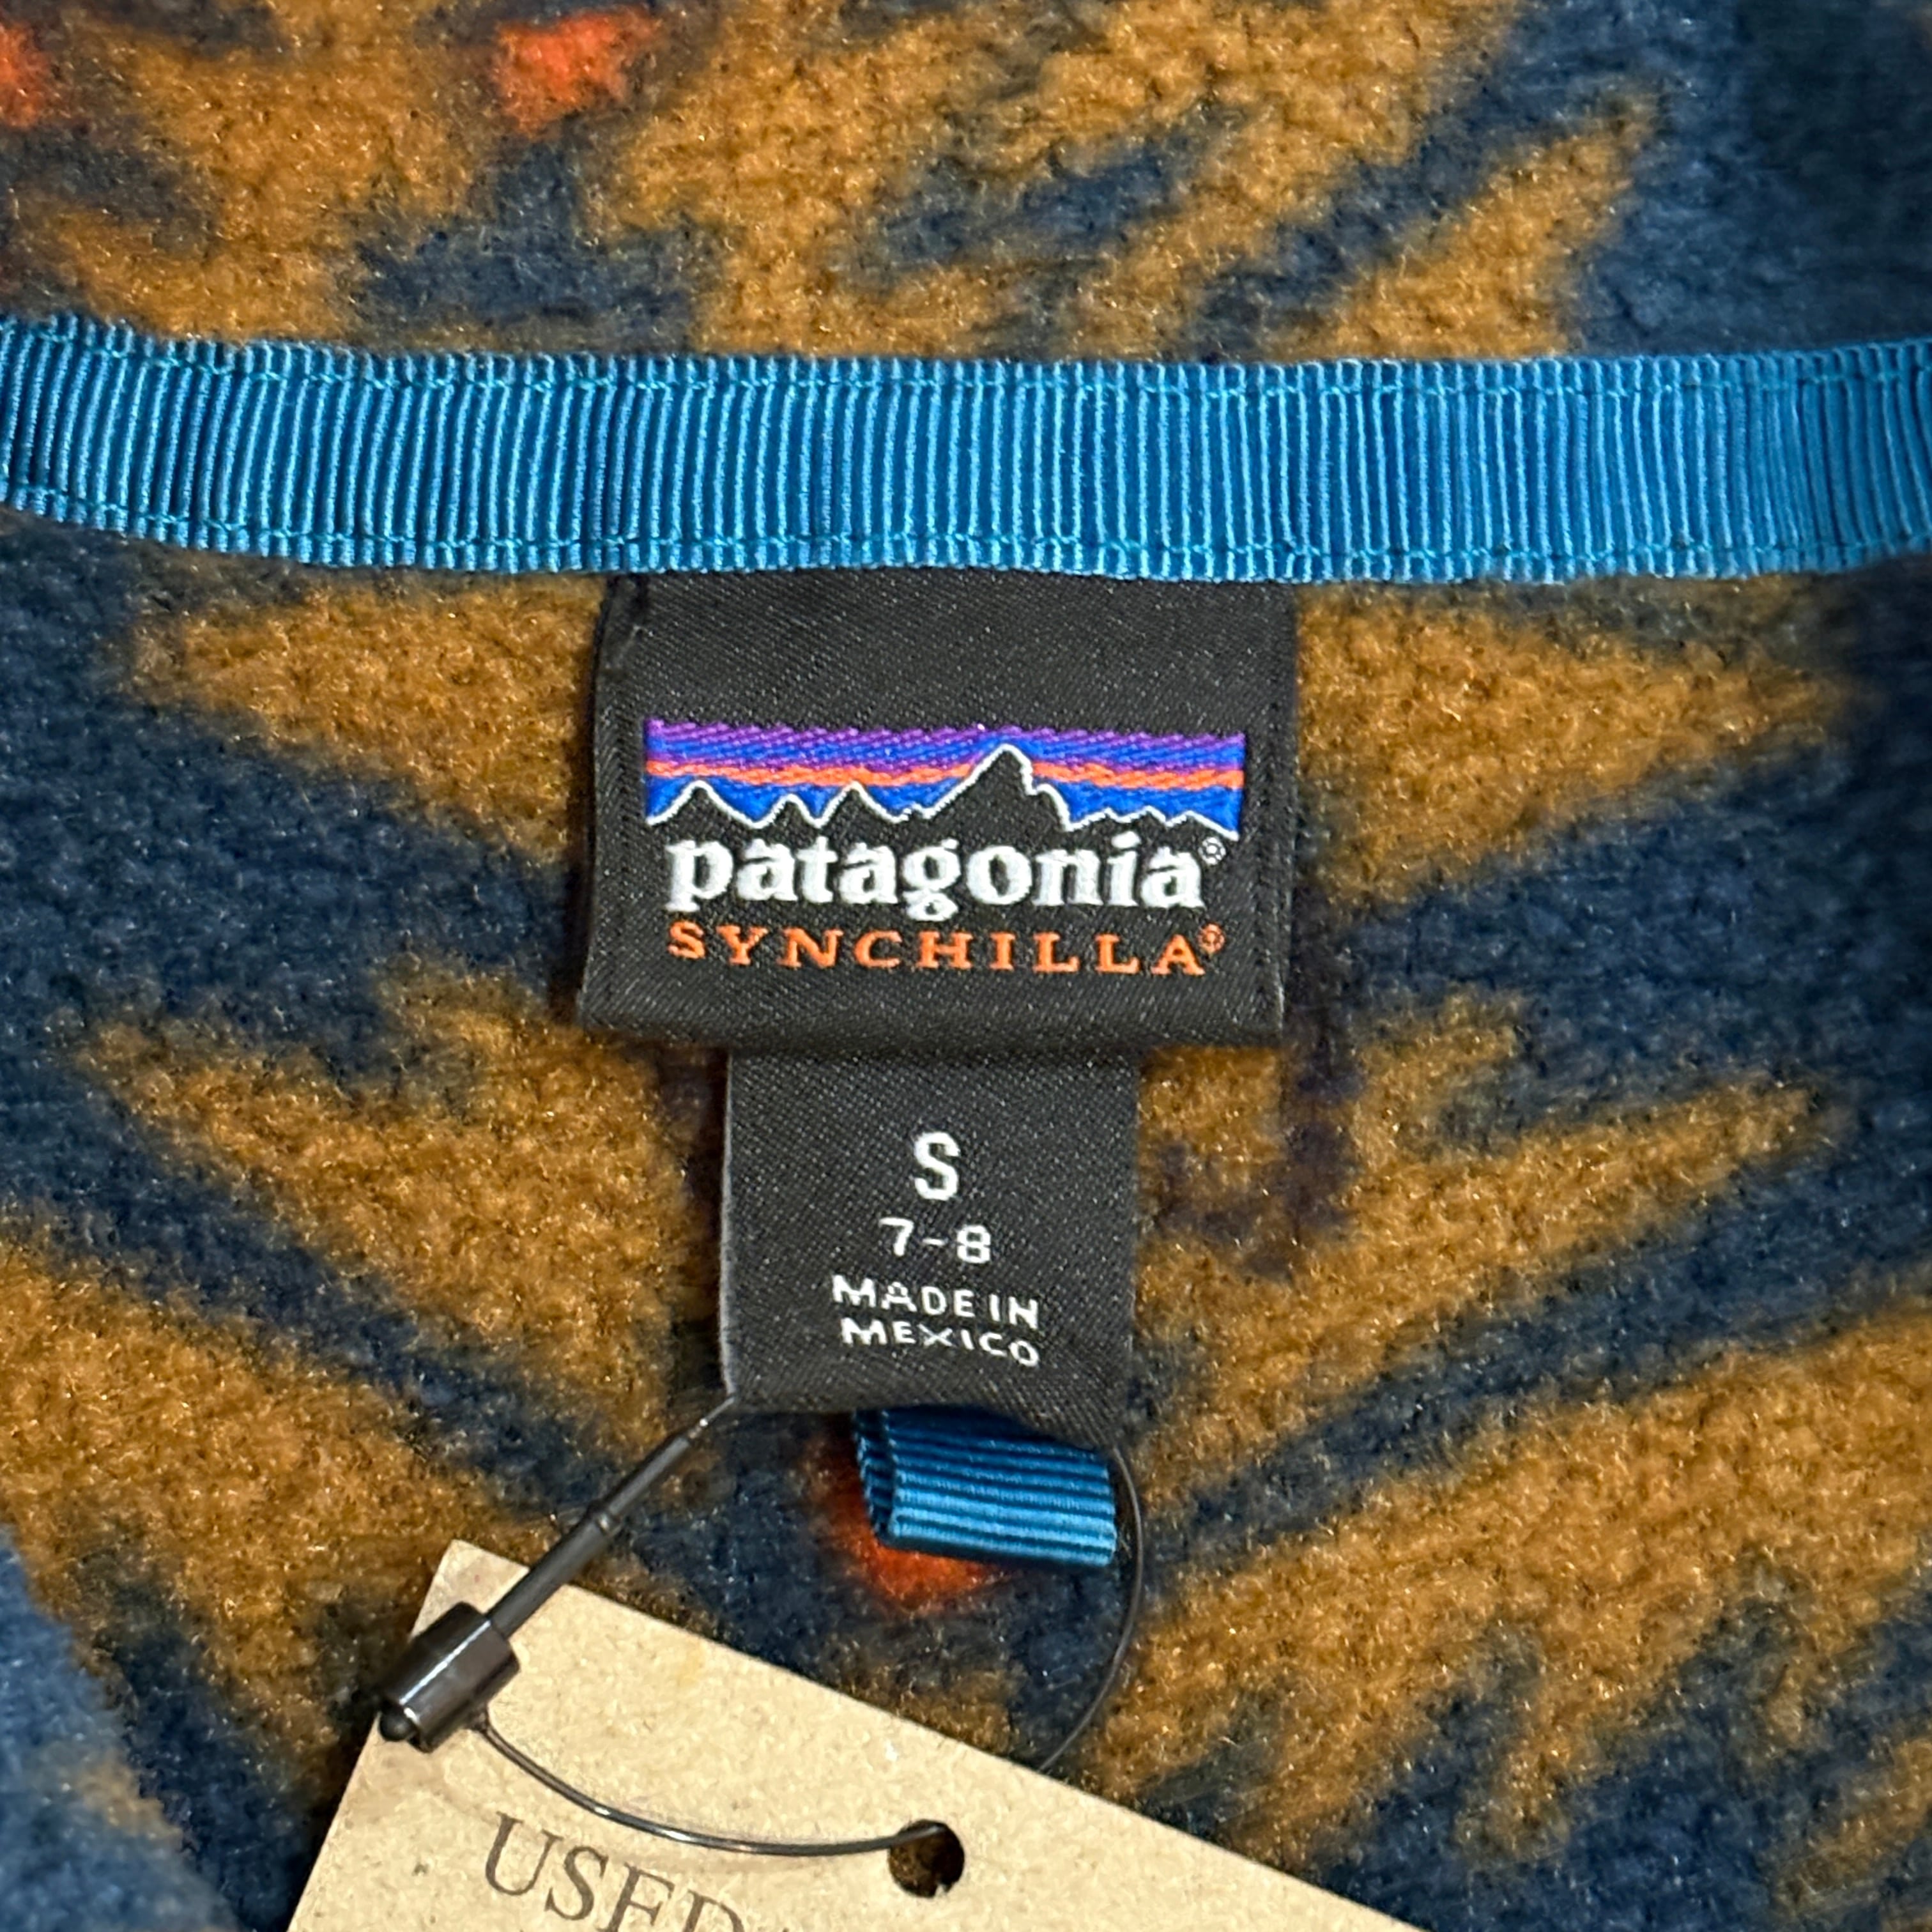 patagonia®
SYNCHILLA®
S
7-8
MADE IN
MEXICO
USED